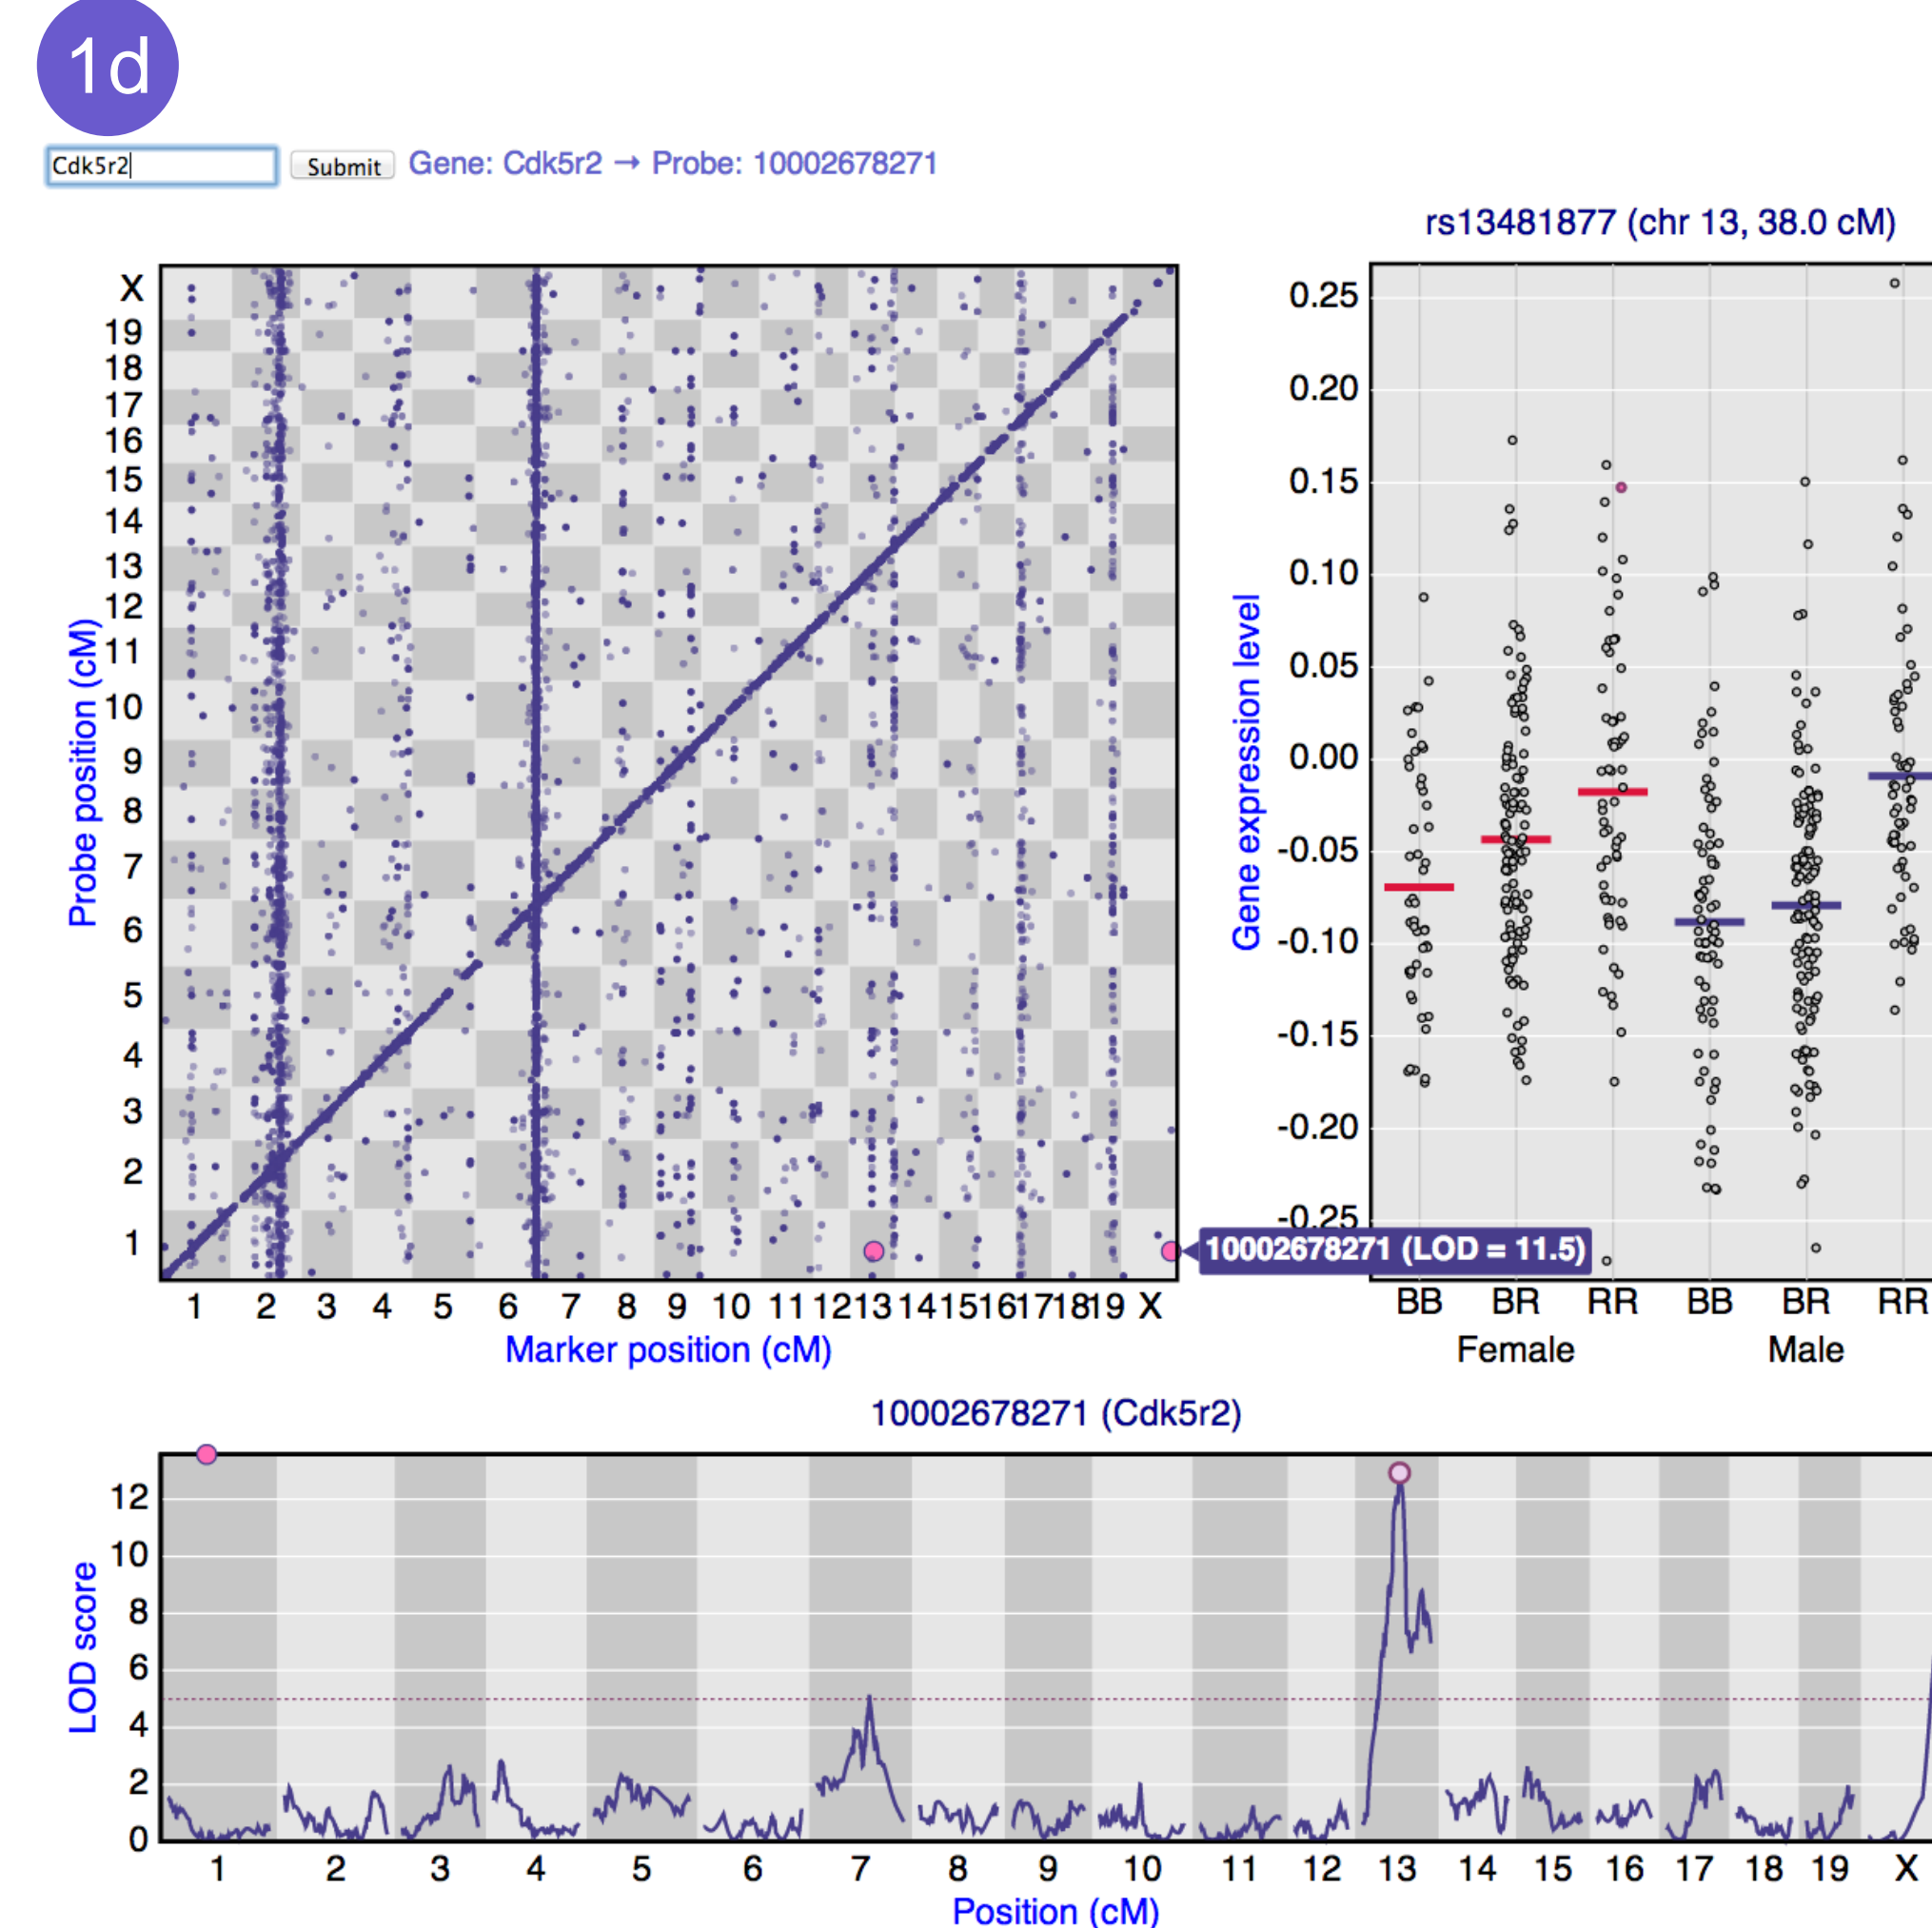 1d
Cdk5r2
Submit
Gene: Cdk5r2 → Probe: 10002678271
X
19
18
17
16
15
14
13
12
11
10
9
8
7
6
5
4
3
2
1
Probe position (cM)
1 2 3 4 5 6 7 8 9 10 11 12 13 14 15 16 17 18 19 X
Marker position (cM)
10002678271 (LOD = 11.5)
rs13481877 (chr 13, 38.0 cM)
0.25
0.20
0.15
0.10
0.05
0.00
-0.05
-0.10
-0.15
-0.20
-0.25
Gene expression level
BB BR RR BB BR RR
Female Male
10002678271 (Cdk5r2)
12
10
8
6
4
2
0
LOD score
1 2 3 4 5 6 7 8 9 10 11 12 13 14 15 16 17 18 19 X
Position (cM)